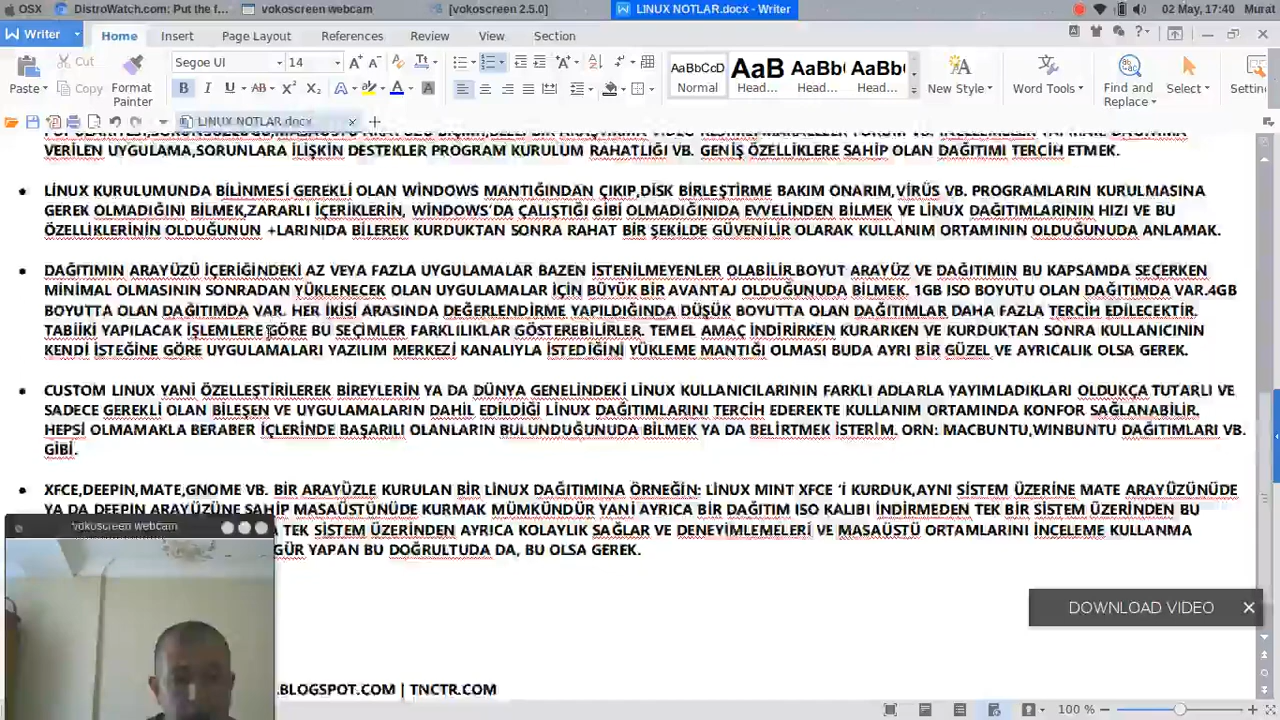 OSX DistroWatch.com: Put the f... vokoscreen webcam [vokoscreen 2.5.0] LINUX NOTLAR.docx - Writer 02 May, 17:40 Murat
Writer Home Insert Page Layout References Review View Section
Paste Cut Copy Format Painter Segoe UI 14 AaBbCcD Normal AaB Head... AaBb( Head... AaBb( Head... New Style Word Tools Find and Replace Select Settin
LINUX NOTLAR.docx
VERİLEN UYGULAMA,SORUNLARA İLİŞKİN DESTEKLER PROGRAM KURULUM RAHATLIĞI VB. GENİŞ ÖZELLİKLERE SAHİP OLAN DAĞITIMI TERCİH ETMEK.
• LİNUX KURULUMUNDA BİLİNMESİ GEREKLİ OLAN WİNDOWS MANTIĞINDAN ÇIKIP,DİSK BİRLEŞTİRME BAKIM ONARIM,VİRÜS VB. PROGRAMLARIN KURULMASINA
GEREK OLMADIĞINI BİLMEK,ZARARLI İÇERİKLERİN, WİNDOWS'DA ÇALIŞTIĞI GİBİ OLMADIĞINIDA EVVELİNDEN BİLMEK VE LİNUX DAĞITIMLARININ HIZI VE BU
ÖZELLİKLERİNİN OLDUĞUNUN +LARINIDA BİLEREK KURDUKTAN SONRA RAHAT BİR ŞEKİLDE GÜVENİLİR OLARAK KULLANIM ORTAMININ OLDUĞUNUDA ANLAMAK.
• DAĞITIMIN ARAYÜZÜ İÇERİĞİNDEKİ AZ VEYA FAZLA UYGULAMALAR BAZEN İSTENİLMEYENLER OLABİLİR,BOYUT ARAYÜZ VE DAĞITIMIN BU KAPSAMDA SEÇERKEN
MİNİMAL OLMASININ SONRADAN YÜKLENECEK OLAN UYGULAMALAR İÇİN BÜYÜK BİR AVANTAJ OLDUĞUNUDA BİLMEK. 1GB ISO BOYUTU OLAN DAĞITIMDA VAR.4GB
BOYUTTA OLAN DAĞITIMDA VAR. HER İKİSİ ARASINDA DEĞERLENDİRME YAPILDIĞINDA DÜŞÜK BOYUTTA OLAN DAĞITIMLAR DAHA FAZLA TERCİH EDİLECEKTİR.
TABİİKİ YAPILACAK İŞLEMLERE GÖRE BU SEÇİMLER FARKLILIKLAR GÖSTEREBİLİRLER. TEMEL AMAÇ İNDİRİRKEN KURARKEN VE KURDUKTAN SONRA KULLANICININ
KENDİ İSTEĞİNE GÖRE UYGULAMALARI YAZILIM MERKEZİ KANALIYLA İSTEDİĞİNİ YÜKLEME MANTIĞI OLMASI BUDA AYRI BİR GÜZEL VE AYRICALIK OLSA GEREK.
• CUSTOM LINUX YANİ ÖZELLEŞTİRİLEREK BİREYLERİN YA DA DÜNYA GENELİNDEKİ LİNUX KULLANICILARININ FARKLI ADLARLA YAYIMLADIKLARI OLDUKÇA TUTARLI VE
SADECE GEREKLİ OLAN BİLEŞEN VE UYGULAMALARIN DAHİL EDİLDİĞİ LİNUX DAĞITIMLARINI TERCİH EDEREKTE KULLANIM ORTAMINDA KONFOR SAĞLANABİLİR.
HEPSİ OLMAMAKLA BERABER İÇLERİNDE BAŞARILI OLANLARIN BULUNDUĞUNUDA BİLMEK YA DA BELİRTMEK İSTERİM. ORN: MACBUNTU,WINBUNTU DAĞITIMLARI VB.
GİBİ.
• XFCE,DEEPİN,MATE,GNOME VB. BİR ARAYÜZLE KURULAN BİR LİNUX DAĞITIMINA ÖRNEĞİN: LİNUX MINT XFCE 'İ KURDUK,AYNI SİSTEM ÜZERİNE MATE ARAYÜZÜNÜDE
YA DA DEEPIN ARAYÜZÜNE SAHİP MASAÜSTÜNÜDE KURMAK MÜMKÜNDÜR YANİ AYRICA BİR DAĞITIM ISO KALIBI İNDİRMEDEN TEK BİR SİSTEM ÜZERİNDEN BU
TEK SİSTEM ÜZERİNDEN AYRICA KOLAYLIK SAĞLAR VE DENEYİMLEMELERİ VE MASAÜSTÜ ORTAMLARINI İNCELEME KULLANMA
GÜR YAPAN BU DOĞRULTUDA DA, BU OLSA GEREK.
vokoscreen webcam
DOWNLOAD VIDEO
.BLOGSPOT.COM | TNCTR.COM
100 %